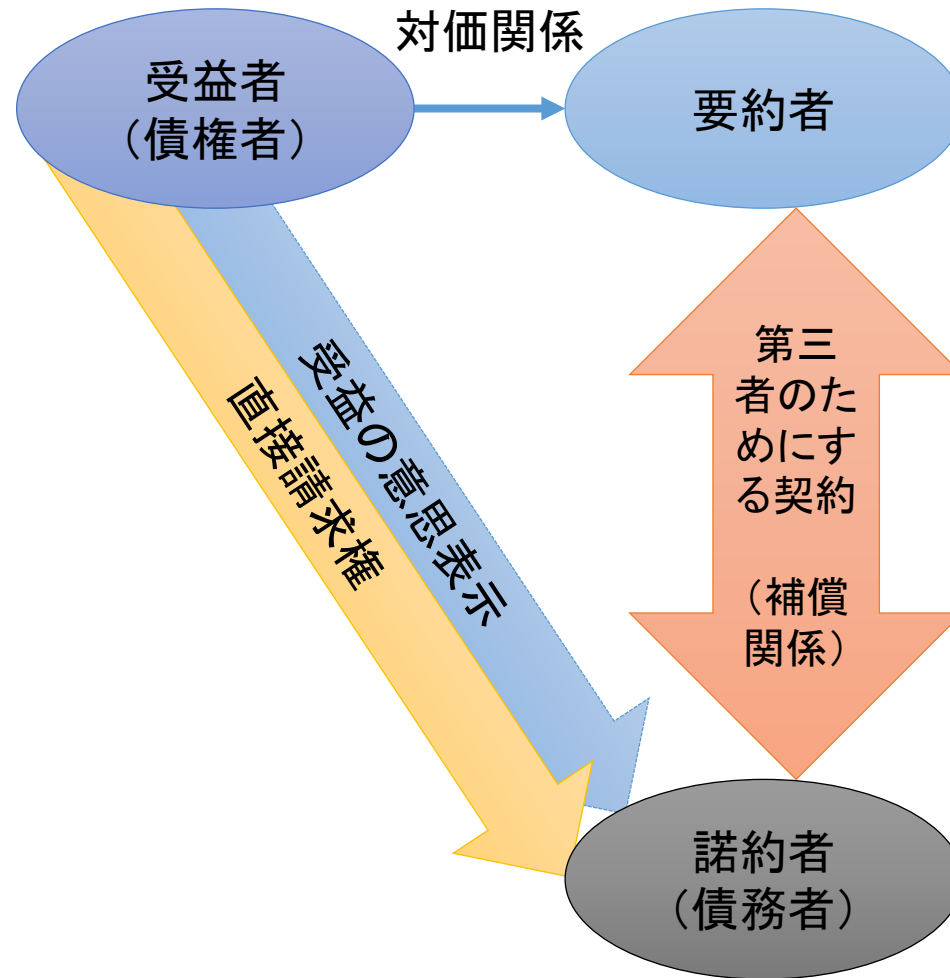 対価関係
受益者
（債権者）
要約者
受益の意思表示
直接請求権
第三
者のた
めにす
る契約
（補償
関係）
諾約者
（債務者）